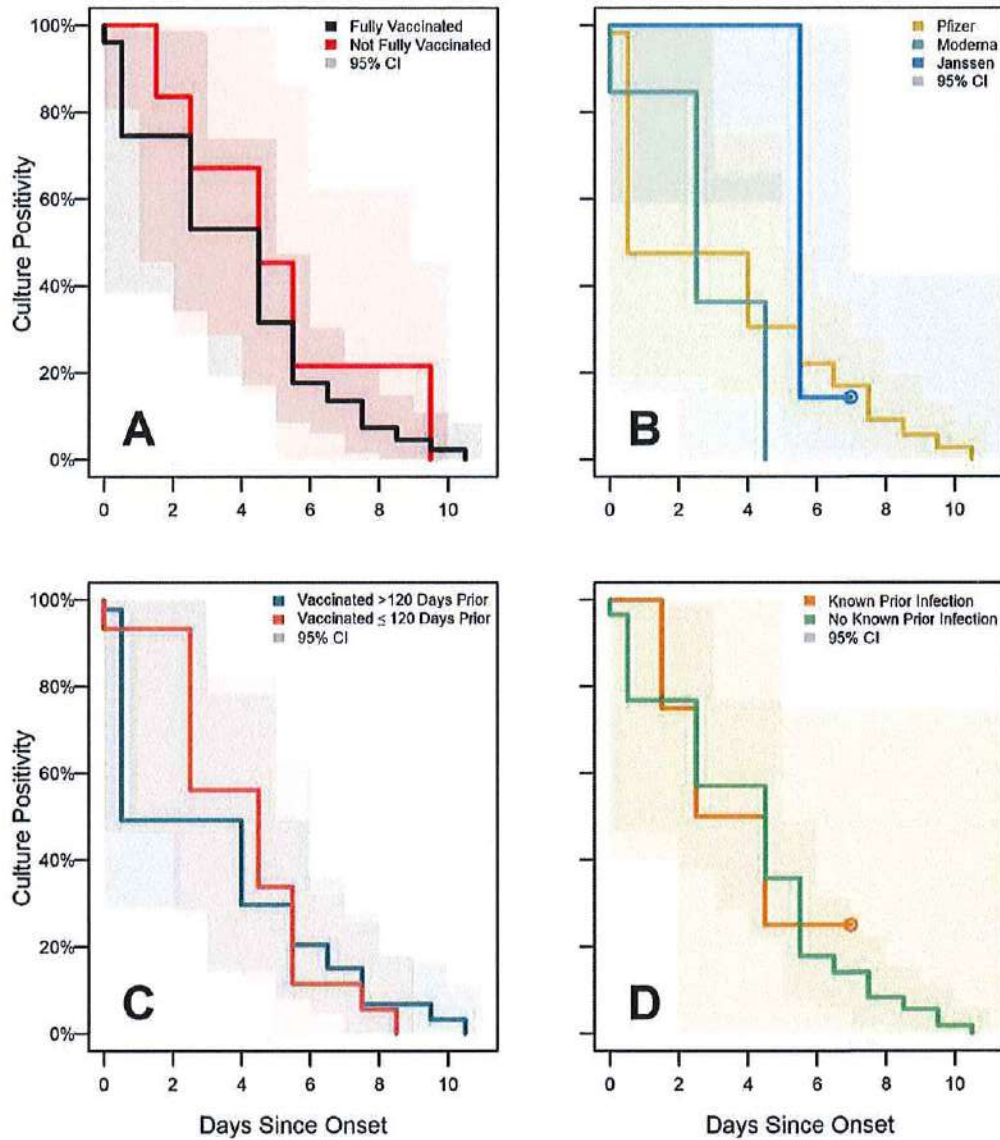 Fully Vaccinated
Not Fully Vaccinated
95% CI
100%
80%
60%
40%
20%
0%
Culture Positivity
A
0 2 4 6 8 10
Pfizer
Moderna
Janssen
95% CI
B
0 2 4 6 8 10
Vaccinated >120 Days Prior
Vaccinated ≤ 120 Days Prior
95% CI
100%
80%
60%
40%
20%
0%
Culture Positivity
C
0 2 4 6 8 10
Days Since Onset
Known Prior Infection
No Known Prior Infection
95% CI
D
0 2 4 6 8 10
Days Since Onset